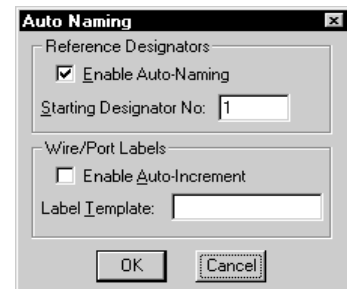 Auto Naming
Reference Designators
Enable Auto-Naming
Starting Designator No: 1
Wire/Port Labels
Enable Auto-Increment
Label Template:
OK Cancel